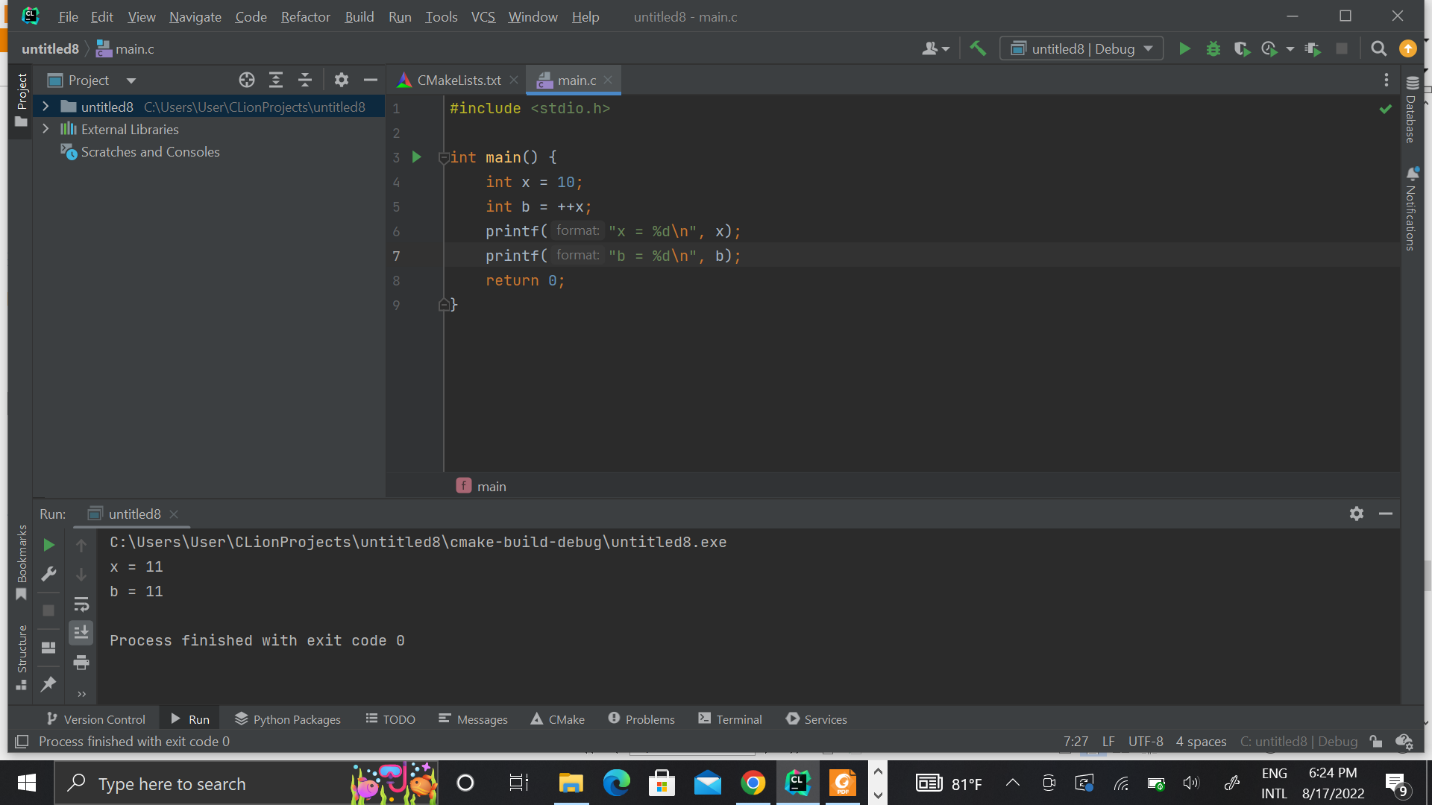 CL File Edit View Navigate Code Refactor Build Run Tools VCS Window Help untitled8 - main.c
untitled8 main.c untitled8 | Debug
Project CMakeLists.txt main.c
Project
untitled8 C:\Users\User\CLionProjects\untitled8
External Libraries
Scratches and Consoles
1 #include <stdio.h>
2
3 int main() {
4 int x = 10;
5 int b = ++x;
6 printf( format: "x = %d\n", x);
7 printf( format: "b = %d\n", b);
8 return 0;
9 }
Database
Notifications
f main
Run: untitled8
Bookmarks
Structure
C:\Users\User\CLionProjects\untitled8\cmake-build-debug\untitled8.exe
x = 11
b = 11
Process finished with exit code 0
Version Control Run Python Packages TODO Messages CMake Problems Terminal Services
Process finished with exit code 0 7:27 LF UTF-8 4 spaces C: untitled8 | Debug
Type here to search CL PDF 81°F ENG 6:24 PM
INTL 8/17/2022 9